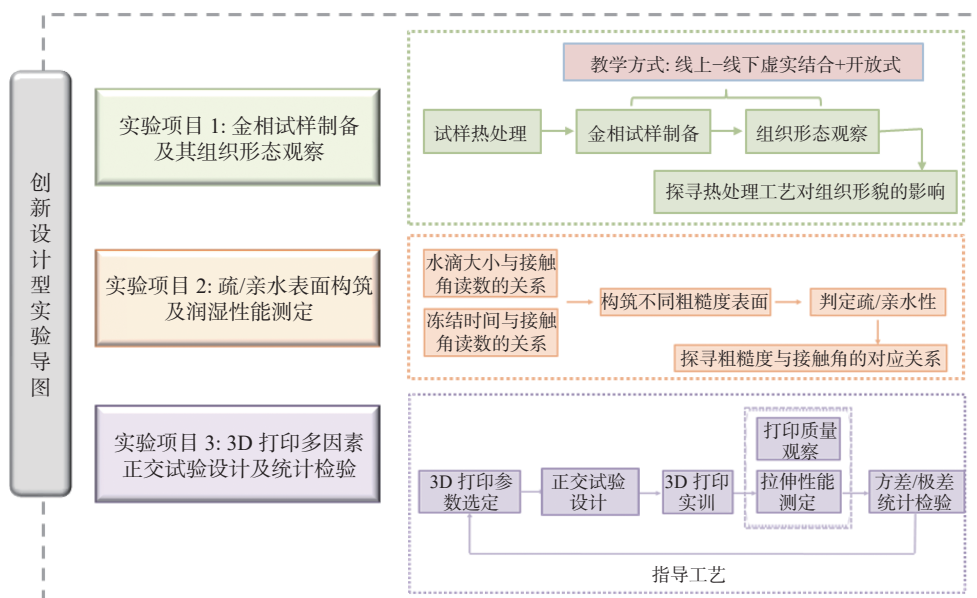 创新设计型实验导图
实验项目 1: 金相试样制备
及其组织形态观察
教学方式: 线上−线下虚实结合+开放式
试样热处理
金相试样制备
组织形态观察
探寻热处理工艺对组织形貌的影响
实验项目 2: 疏/亲水表面构筑
及润湿性能测定
水滴大小与接触
角读数的关系
冻结时间与接触
角读数的关系
构筑不同粗糙度表面
判定疏/亲水性
探寻粗糙度与接触角的对应关系
实验项目 3: 3D 打印多因素
正交试验设计及统计检验
3D 打印参
数选定
正交试验
设计
3D 打印
实训
打印质量
观察
拉伸性能
测定
方差/极差
统计检验
指导工艺